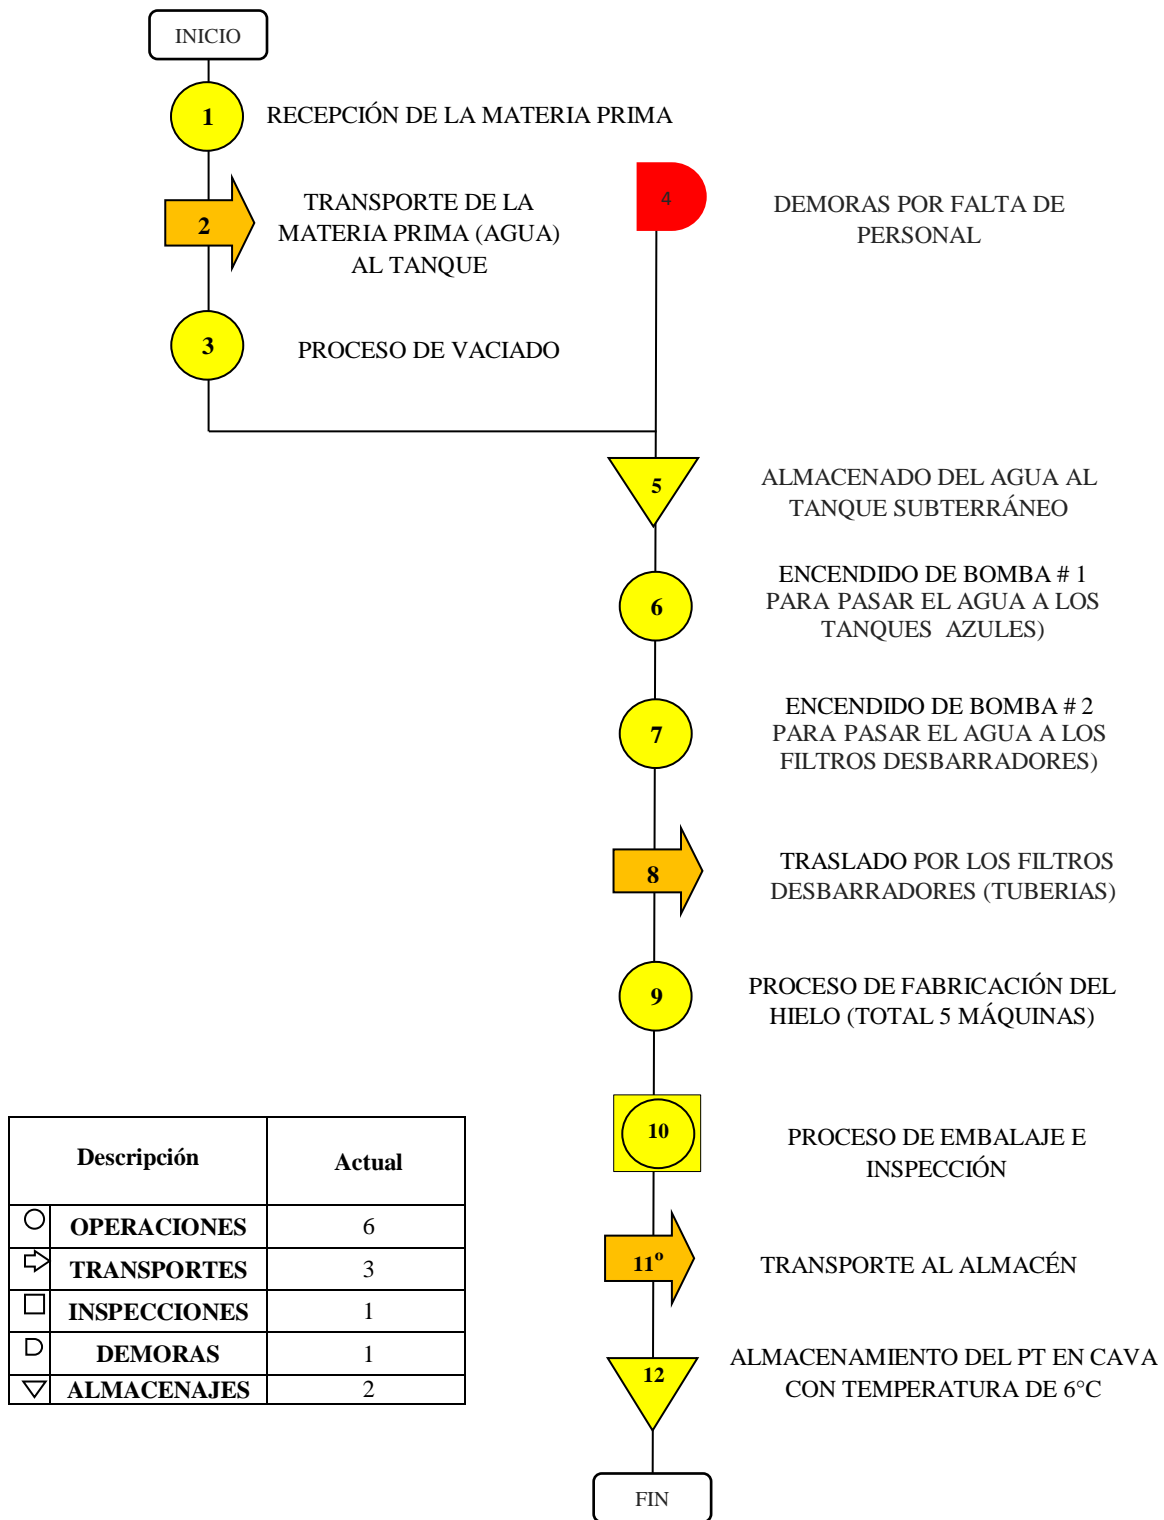 INICIO
1
RECEPCIÓN DE LA MATERIA PRIMA
2
TRANSPORTE DE LA
MATERIA PRIMA (AGUA)
AL TANQUE
4
DEMORAS POR FALTA DE
PERSONAL
3
PROCESO DE VACIADO
5
ALMACENADO DEL AGUA AL
TANQUE SUBTERRÁNEO
6
ENCENDIDO DE BOMBA # 1
PARA PASAR EL AGUA A LOS
TANQUES AZULES)
7
ENCENDIDO DE BOMBA # 2
PARA PASAR EL AGUA A LOS
FILTROS DESBARRADORES)
8
TRASLADO POR LOS FILTROS
DESBARRADORES (TUBERIAS)
9
PROCESO DE FABRICACIÓN DEL
HIELO (TOTAL 5 MÁQUINAS)
10
PROCESO DE EMBALAJE E
INSPECCIÓN
11º
TRANSPORTE AL ALMACÉN
12
ALMACENAMIENTO DEL PT EN CAVA
CON TEMPERATURA DE 6°C
FIN
Descripción Actual
OPERACIONES 6
TRANSPORTES 3
INSPECCIONES 1
DEMORAS 1
ALMACENAJES 2